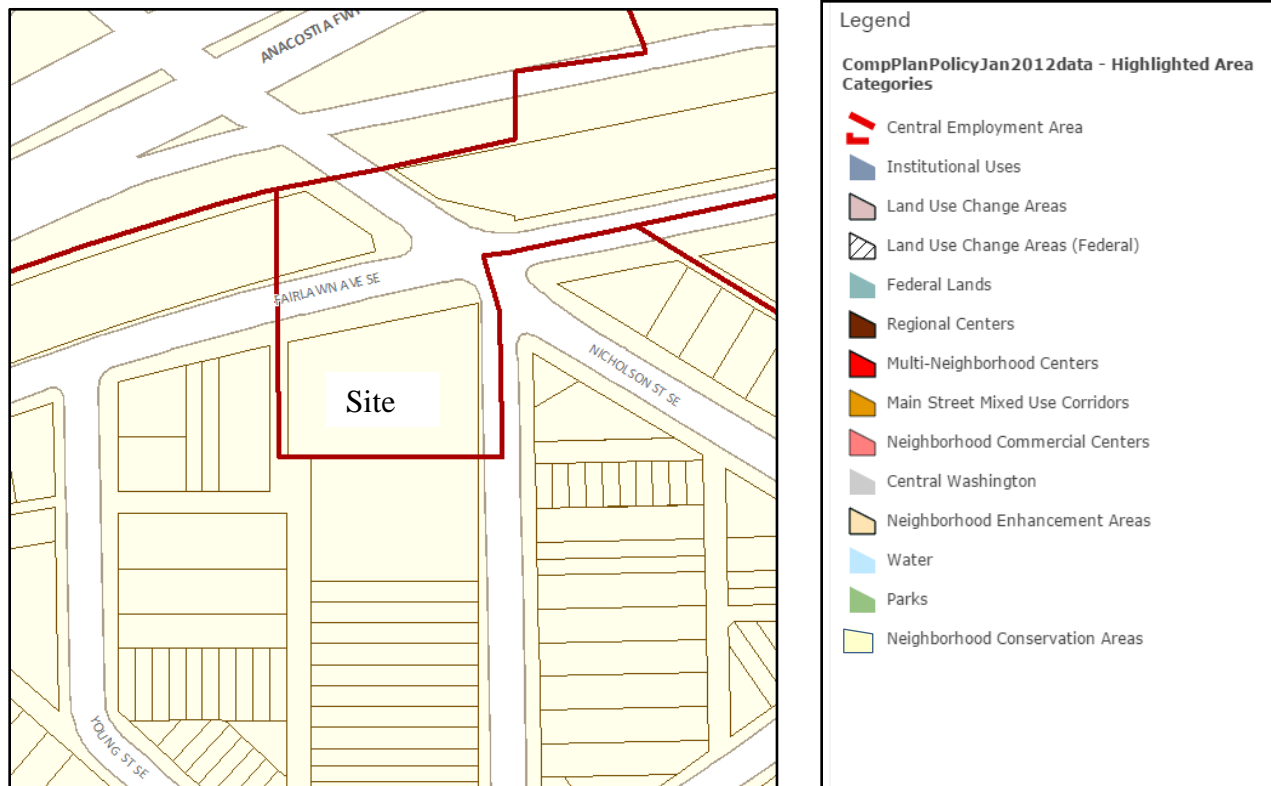 ANACOSTIA FWY
FAIRLAWN AVE SE
Site
NICHOLSON ST SE
YOUNG ST SE
Legend
CompPlanPolicyJan2012data - Highlighted Area
Categories
Central Employment Area
Institutional Uses
Land Use Change Areas
Land Use Change Areas (Federal)
Federal Lands
Regional Centers
Multi-Neighborhood Centers
Main Street Mixed Use Corridors
Neighborhood Commercial Centers
Central Washington
Neighborhood Enhancement Areas
Water
Parks
Neighborhood Conservation Areas